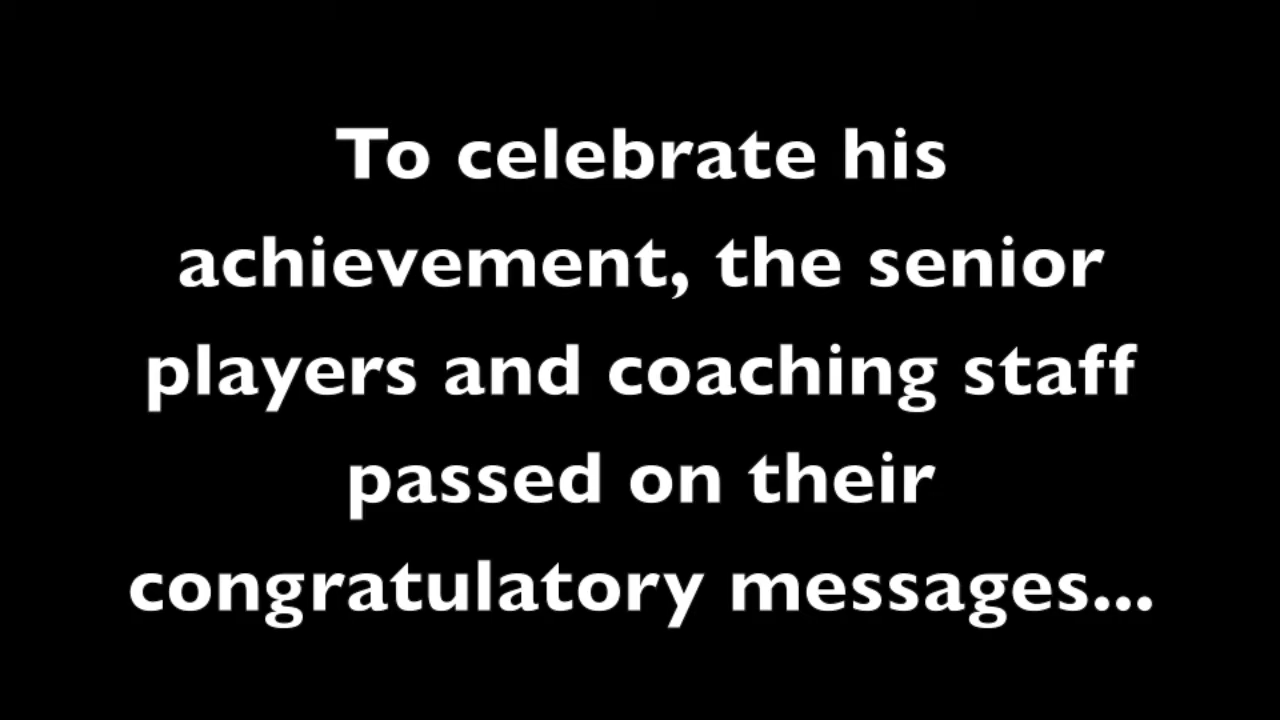 To celebrate his
achievement, the senior
players and coaching staff
passed on their
congratulatory messages...